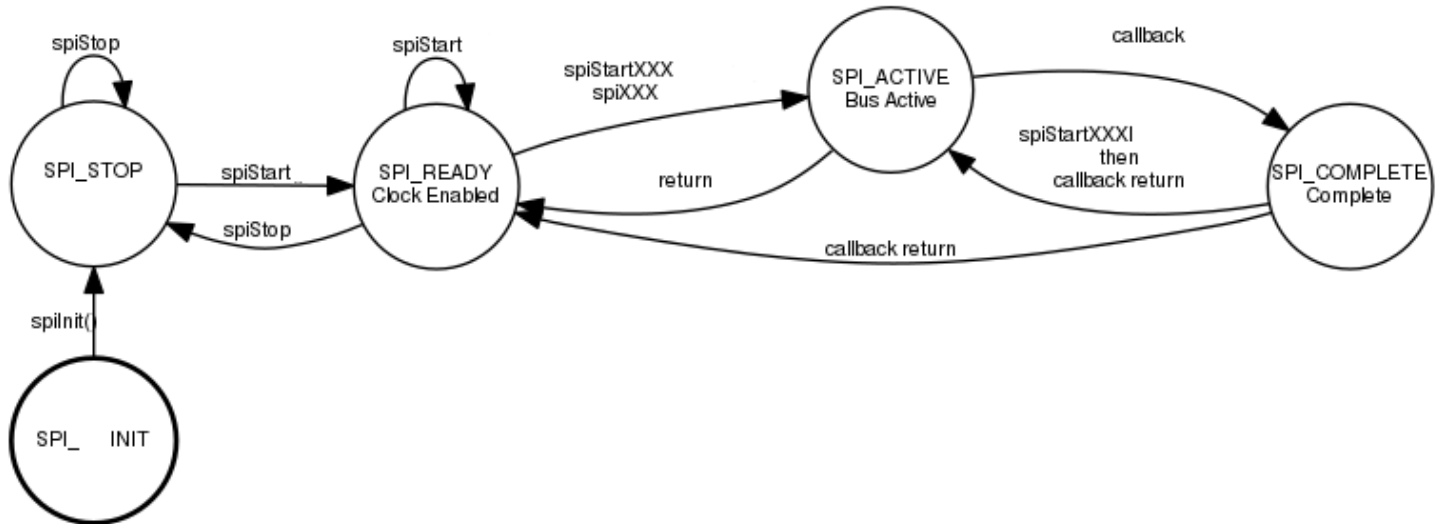 spiStop
spiStart
spiStartXXX
spiXXX
callback
SPI_ACTIVE
Bus Active
SPI_STOP
spiStart
SPI_READY
Clock Enabled
return
spiStartXXXI
then
callback return
SPI_COMPLETE
Complete
spiStop
callback return
spiInit()
SPI_ INIT